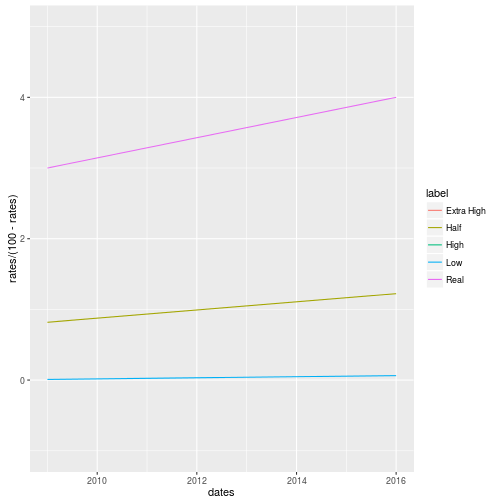 rates/(100 - rates)
4
2
0
2010
2012
2014
2016
dates
label
Extra High
Half
High
Low
Real